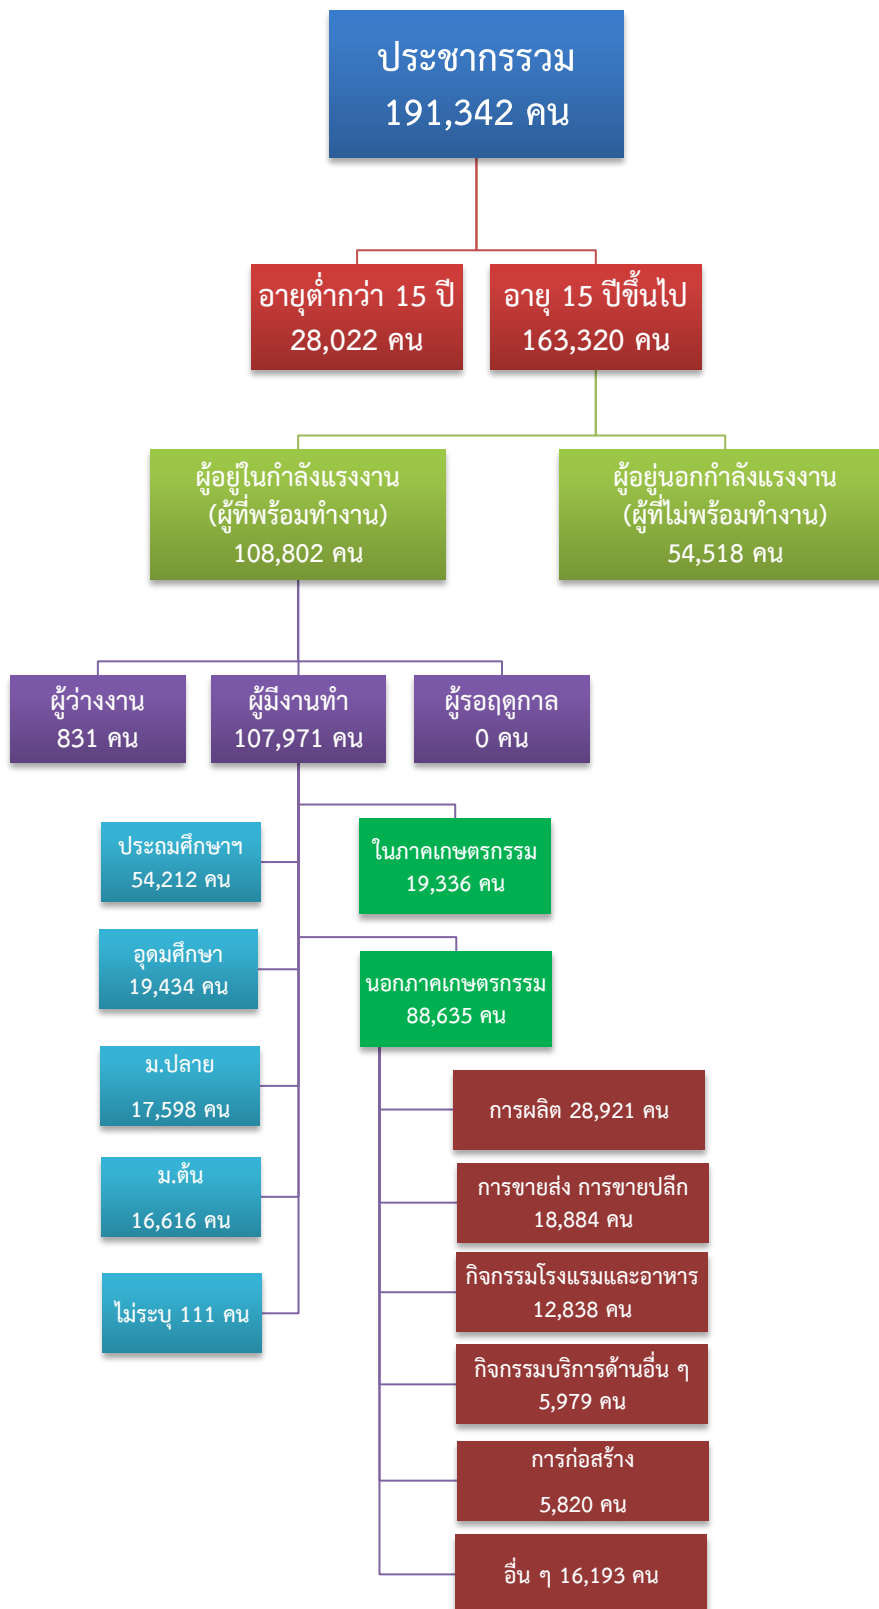 ประชากรรวม
191,342 คน
อายุต่ำกว่า 15 ปี
28,022 คน
อายุ 15 ปีขึ้นไป
163,320 คน
ผู้อยู่ในกำลังแรงงาน
(ผู้ที่พร้อมทำงาน)
108,802 คน
ผู้อยู่นอกกำลังแรงงาน
(ผู้ที่ไม่พร้อมทำงาน)
54,518 คน
ผู้ว่างงาน
831 คน
ผู้มีงานทำ
107,971 คน
ผู้รอฤดูกาล
0 คน
ประถมศึกษาฯ
54,212 คน
อุดมศึกษา
19,434 คน
ม.ปลาย
17,598 คน
ม.ต้น
16,616 คน
ไม่ระบุ 111 คน
ในภาคเกษตรกรรม
19,336 คน
นอกภาคเกษตรกรรม
88,635 คน
การผลิต 28,921 คน
การขายส่ง การขายปลีก
18,884 คน
กิจกรรมโรงแรมและอาหาร
12,838 คน
กิจกรรมบริการด้านอื่น ๆ
5,979 คน
การก่อสร้าง
5,820 คน
อื่น ๆ 16,193 คน